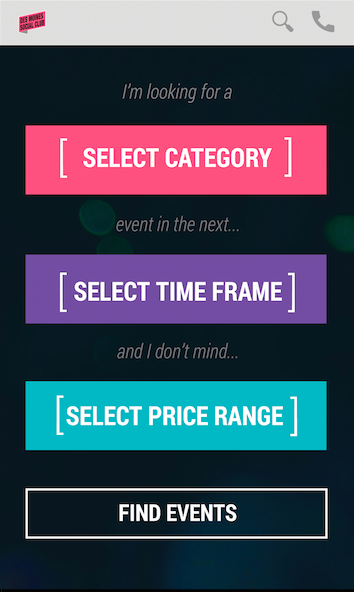 DES MOINES
SOCIAL CLUB
I'm looking for a
[ SELECT CATEGORY ]
event in the next...
[ SELECT TIME FRAME ]
and I don't mind...
[ SELECT PRICE RANGE ]
FIND EVENTS